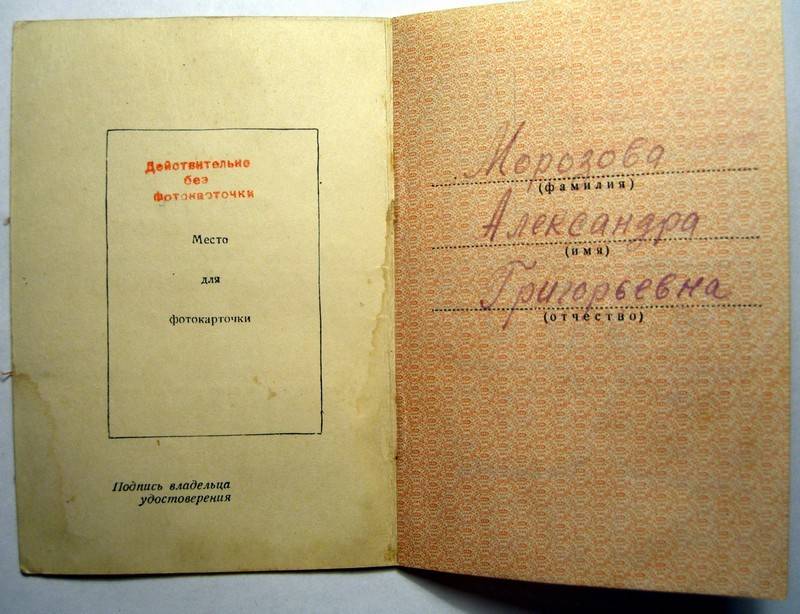 Действительно
без
фотокарточки
Место
для
фотокарточки
Подпись владельца
удостоверения
Морозова
(фамилия)
Александра
(имя)
Григорьевна
(отчество)